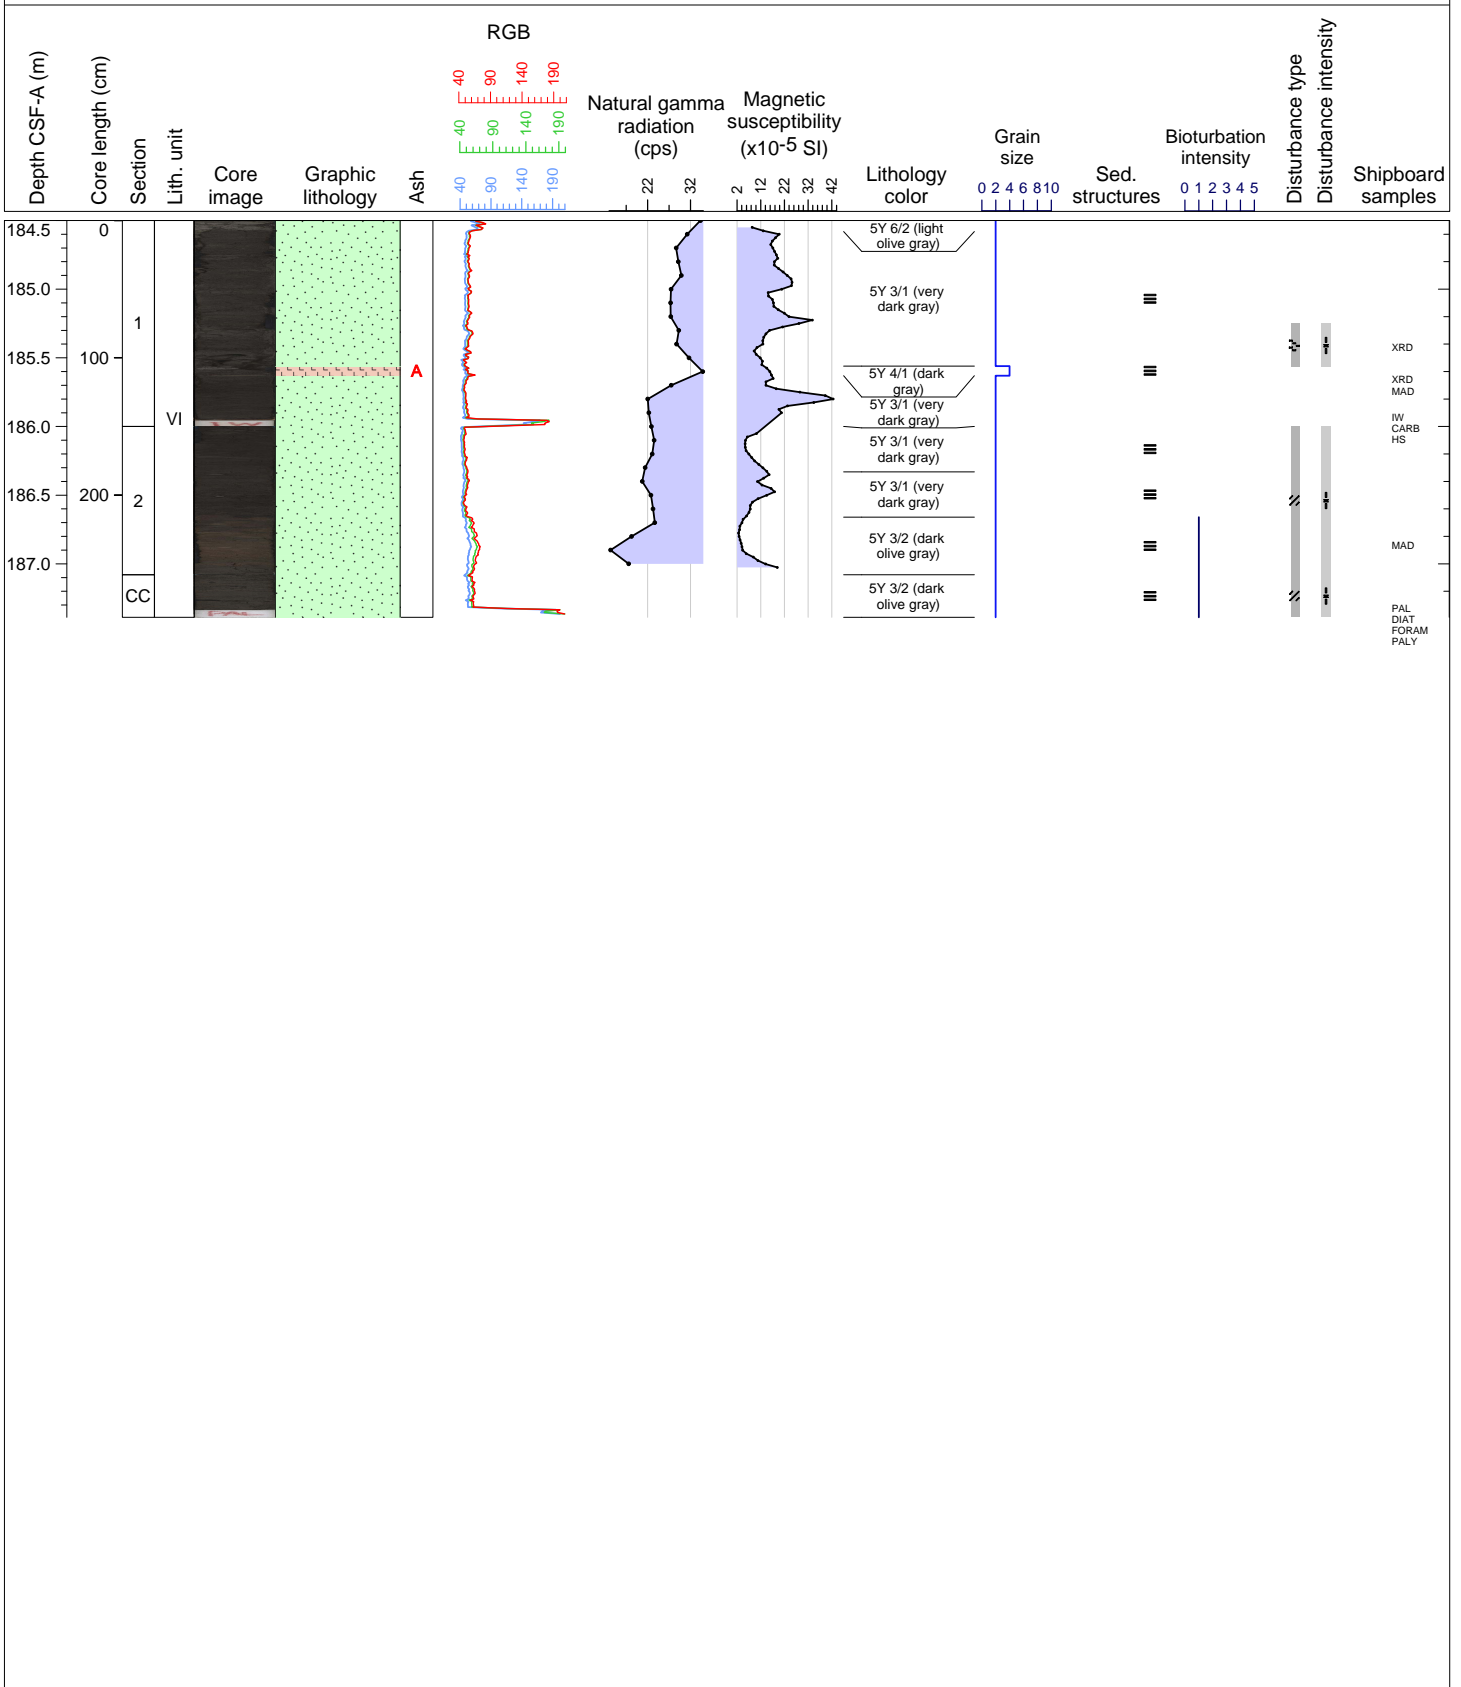 RGB
40 90 140 190
40 90 140 190
40 90 140 190
Depth CSF-A (m)
Core length (cm)
Section
Lith. unit
Core
image
Graphic
lithology
Ash
Natural gamma
radiation
(cps)
22 32
Magnetic
susceptibility
(x10-5 SI)
2 12 22 32 42
Lithology
color
Grain
size
0 2 4 6 8 10
Sed.
structures
Bioturbation
intensity
0 1 2 3 4 5
Disturbance type
Disturbance intensity
Shipboard
samples
184.5
185.0
185.5
186.0
186.5
187.0
0
100
200
1
2
CC
VI
A
5Y 6/2 (light
olive gray)
5Y 3/1 (very
dark gray)
5Y 4/1 (dark
gray)
5Y 3/1 (very
dark gray)
5Y 3/1 (very
dark gray)
5Y 3/1 (very
dark gray)
5Y 3/2 (dark
olive gray)
5Y 3/2 (dark
olive gray)
XRD
XRD
MAD
IW
CARB
HS
MAD
PAL
DIAT
FORAM
PALY